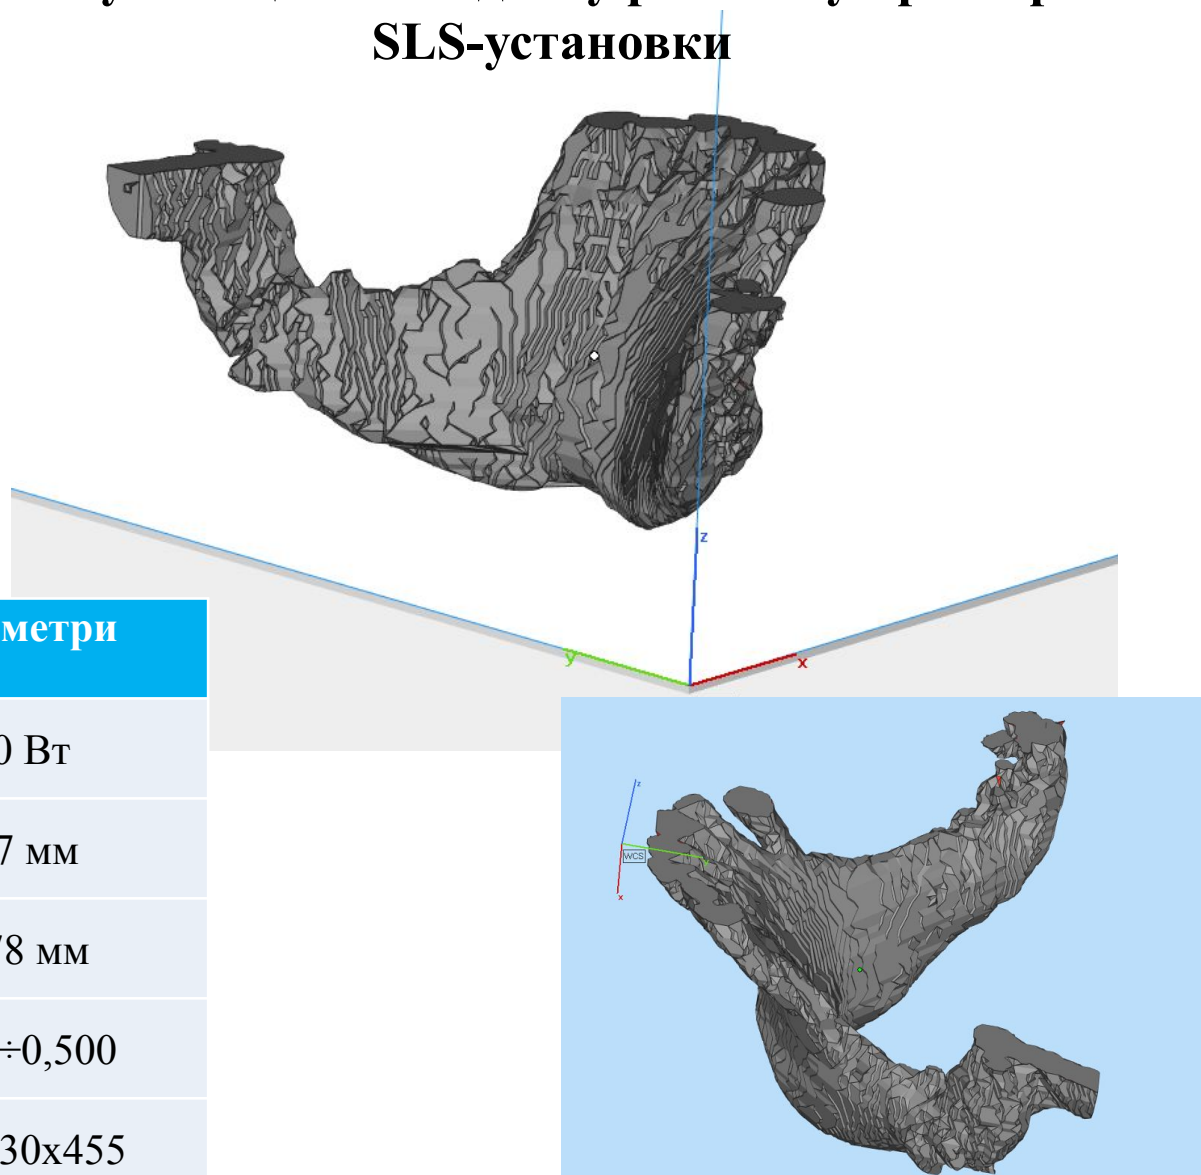 SLS-установки
z
y
x
метри
0 Вт
7 мм
78 мм
÷0,500
30x455
z
WCS
y
x